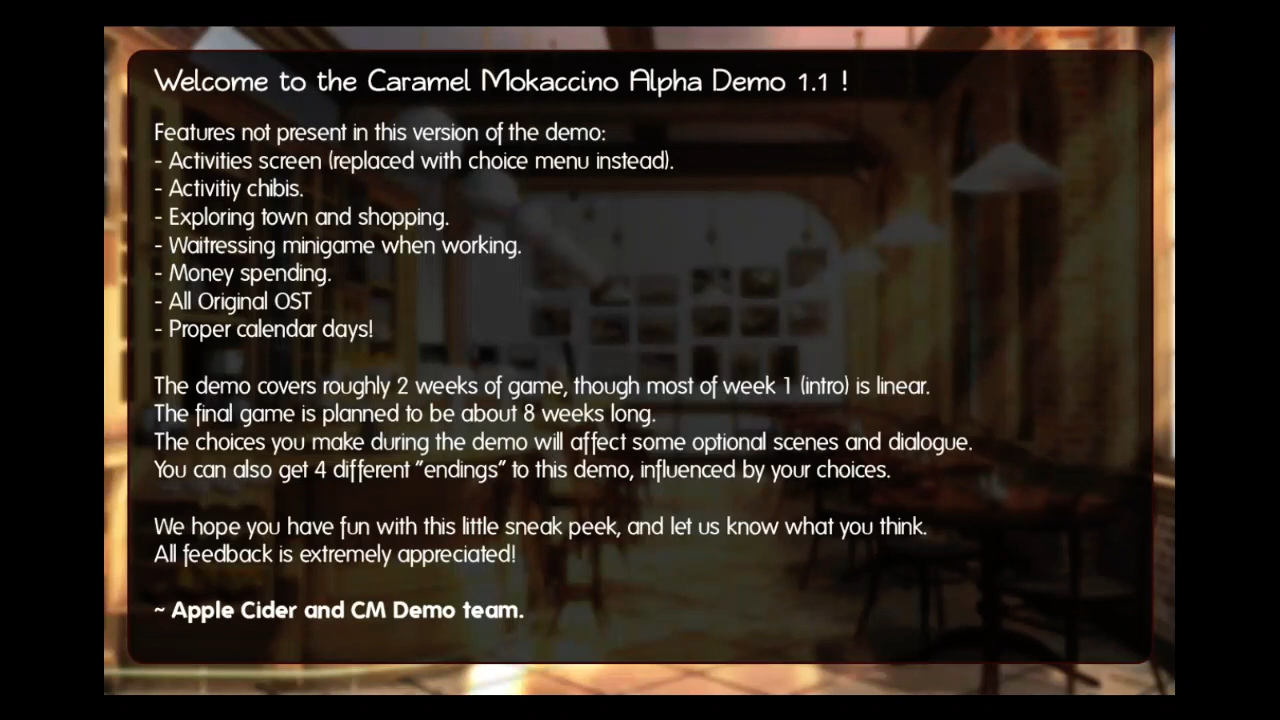 Welcome to the Caramel Mokaccino Alpha Demo 1.1 !
Features not present in this version of the demo:
- Activities screen (replaced with choice menu instead).
- Activitiy chibis.
- Exploring town and shopping.
- Waitressing minigame when working.
- Money spending.
- All Original OST
- Proper calendar days!
The demo covers roughly 2 weeks of game, though most of week 1 (intro) is linear.
The final game is planned to be about 8 weeks long.
The choices you make during the demo will affect some optional scenes and dialogue.
You can also get 4 different "endings" to this demo, influenced by your choices.
We hope you have fun with this little sneak peek, and let us know what you think.
All feedback is extremely appreciated!
~ Apple Cider and CM Demo team.